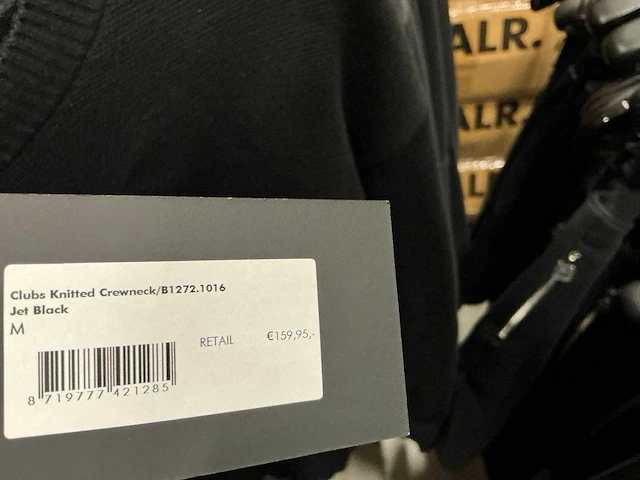 ALR.
ALR.
L
Clubs Knitted Crewneck/B1272.1016
Jet Black
M
RETAIL €159,95,-
8 719777 421285